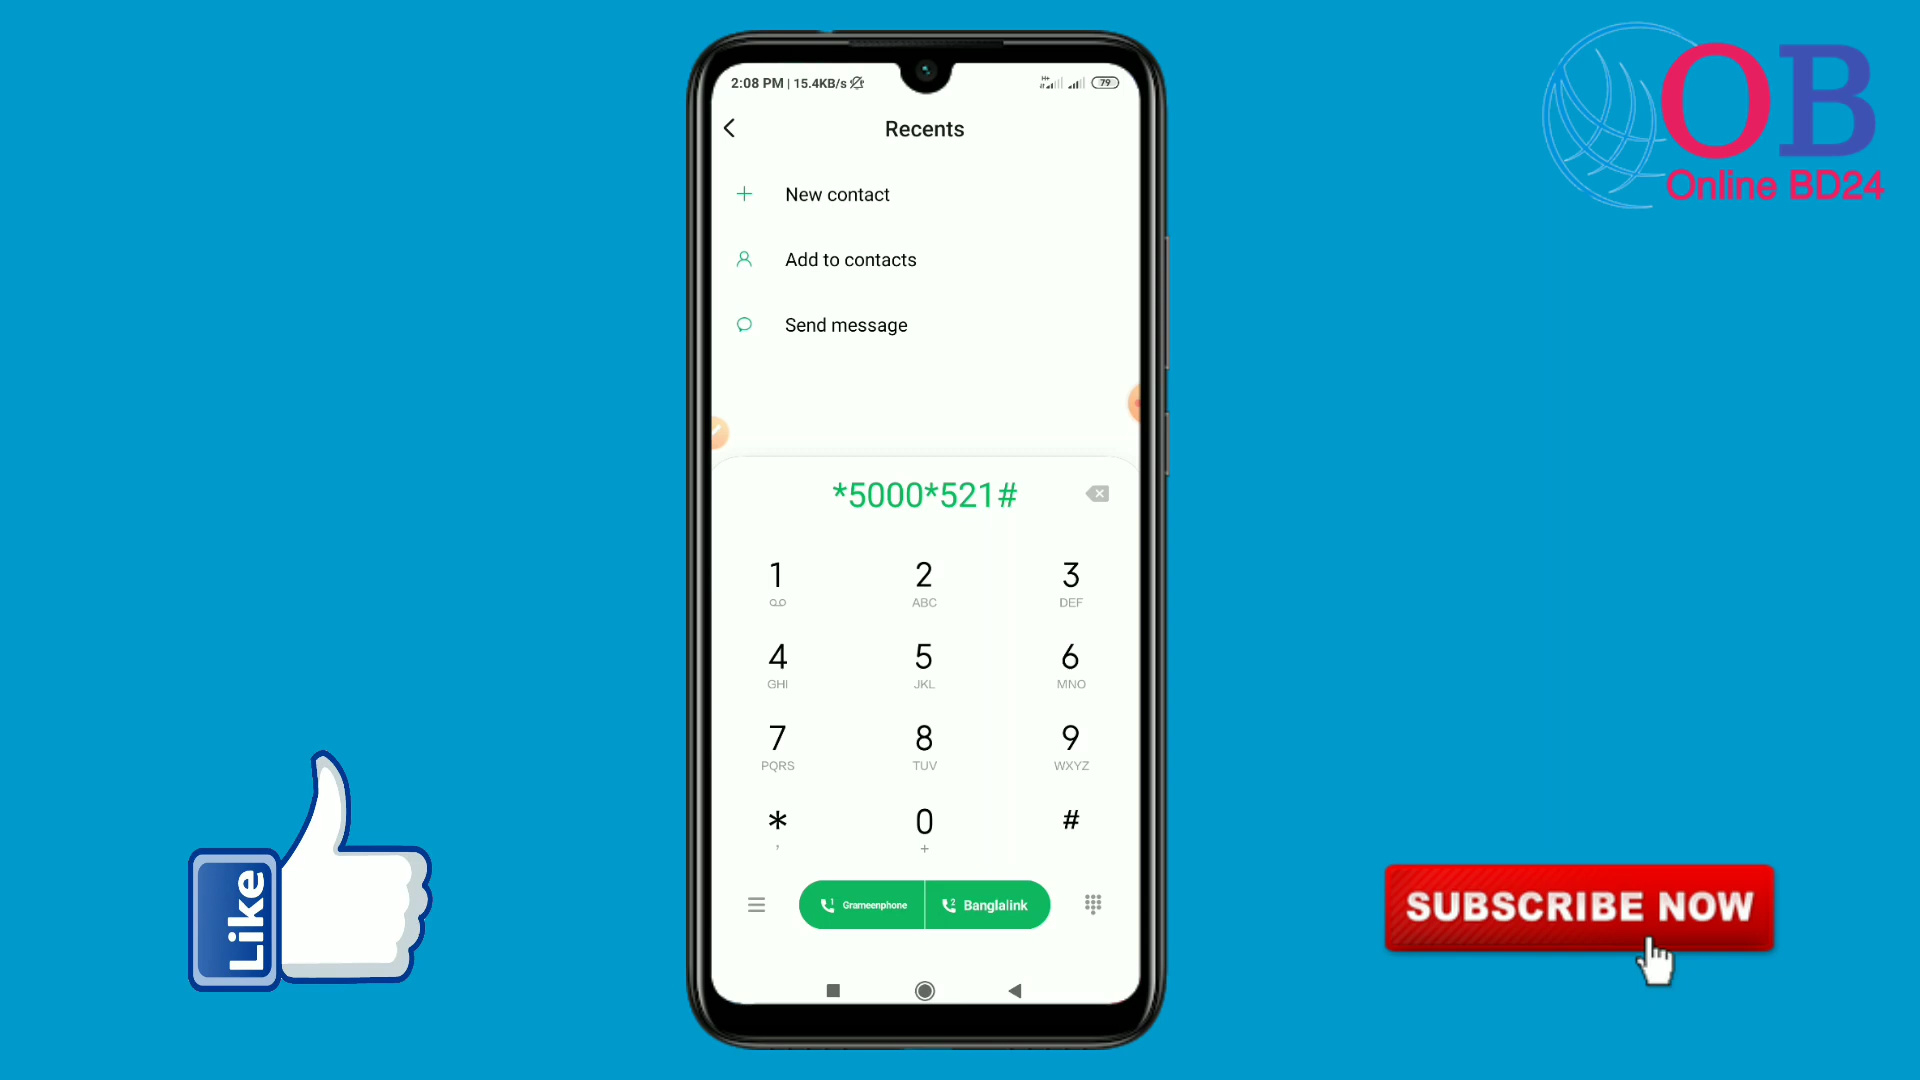 OB
Online BD24
2:08 PM | 15.4KB/s
H+
79
Recents
New contact
Add to contacts
Send message
*5000*521#
1 2 3
ABC DEF
4 5 6
GHI JKL MNO
7 8 9
PQRS TUV WXYZ
* 0 #
, +
1 Grameenphone 2 Banglalink
Like
SUBSCRIBE NOW